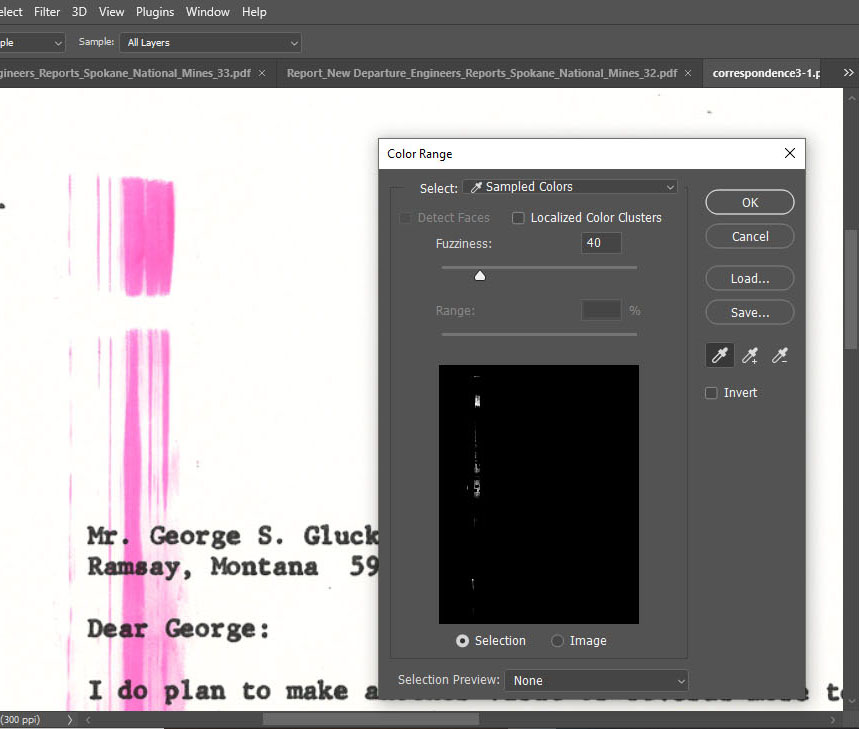 elect Filter 3D View Plugins Window Help
ple Sample: All Layers
gineers_Reports_Spokane_National_Mines_33.pdf × Report_New Departure_Engineers_Reports_Spokane_National_Mines_32.pdf × correspondence3-1.p
Color Range
Select: Sampled Colors
Detect Faces Localized Color Clusters
Fuzziness: 40
Range: %
OK
Cancel
Load...
Save...
Invert
Selection Image
Selection Preview: None
Mr. George S. Gluck
Ramsay, Montana 59
Dear George:
I do plan to make a
(300 ppi)